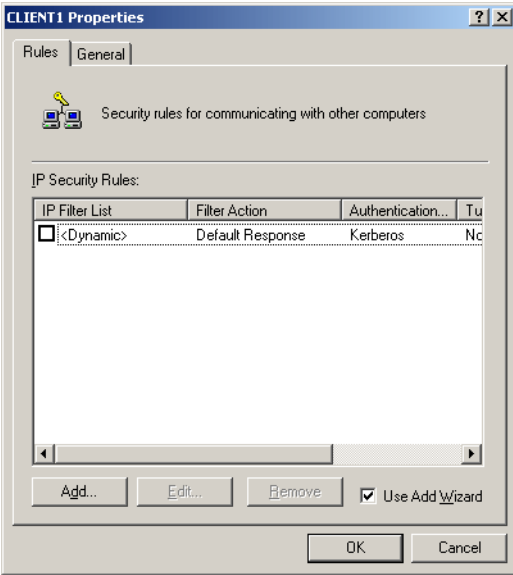 CLIENT1 Properties
Rules
General
Security rules for communicating with other computers
IP Security Rules:
IP Filter List
Filter Action
Authentication...
Tu
<Dynamic>
Default Response
Kerberos
Nc
Add...
Edit...
Remove
Use Add Wizard
OK
Cancel